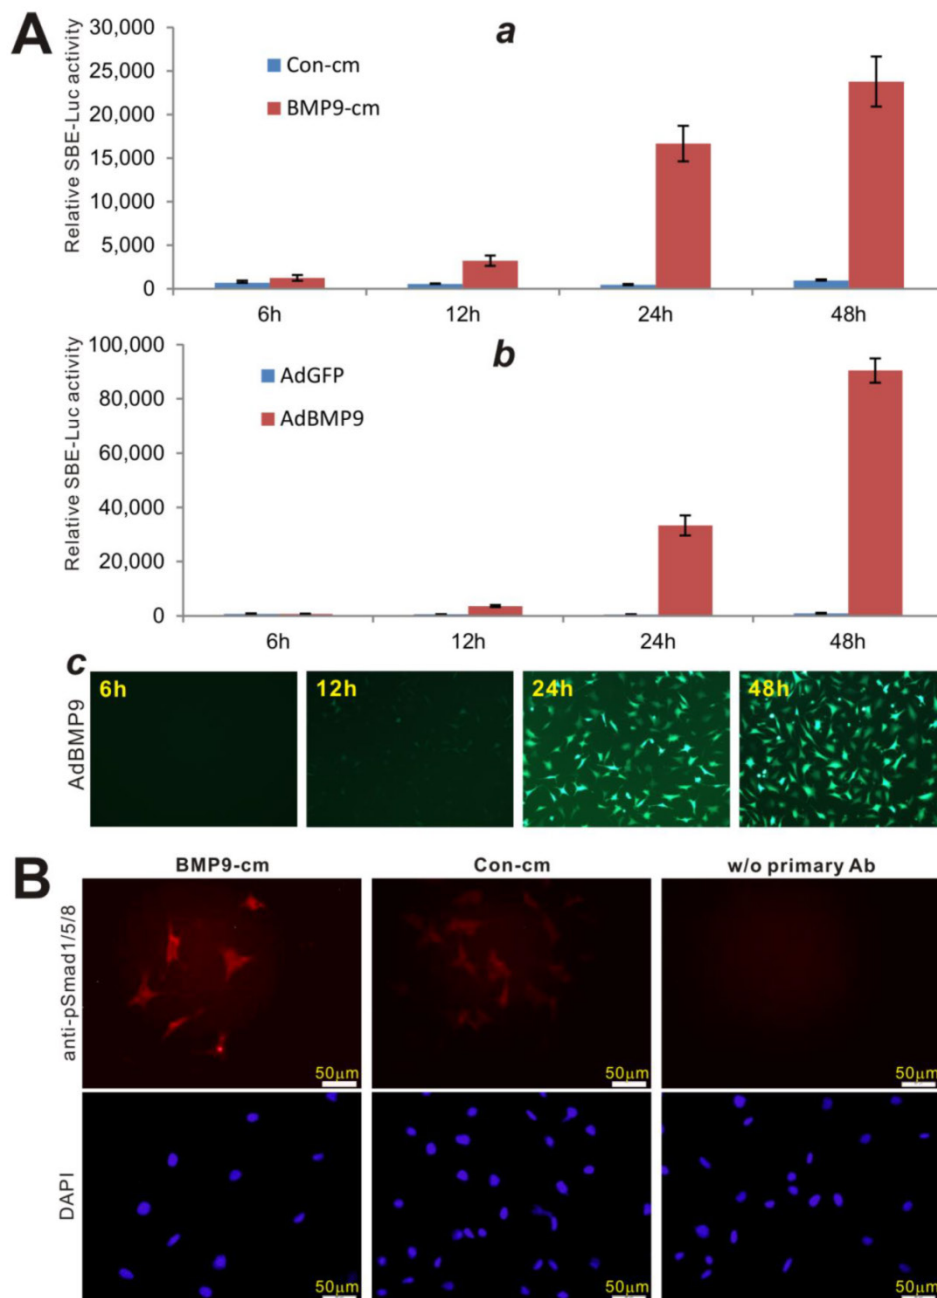 A
a
Relative SBE-Luc activity
30,000
25,000
20,000
15,000
10,000
5,000
0
Con-cm
BMP9-cm
6h 12h 24h 48h
b
Relative SBE-Luc activity
100,000
80,000
60,000
40,000
20,000
0
AdGFP
AdBMP9
6h 12h 24h 48h
c
AdBMP9
6h 12h 24h 48h
B
BMP9-cm Con-cm w/o primary Ab
anti-pSmad1/5/8
50μm 50μm 50μm
DAPI
50μm 50μm 50μm